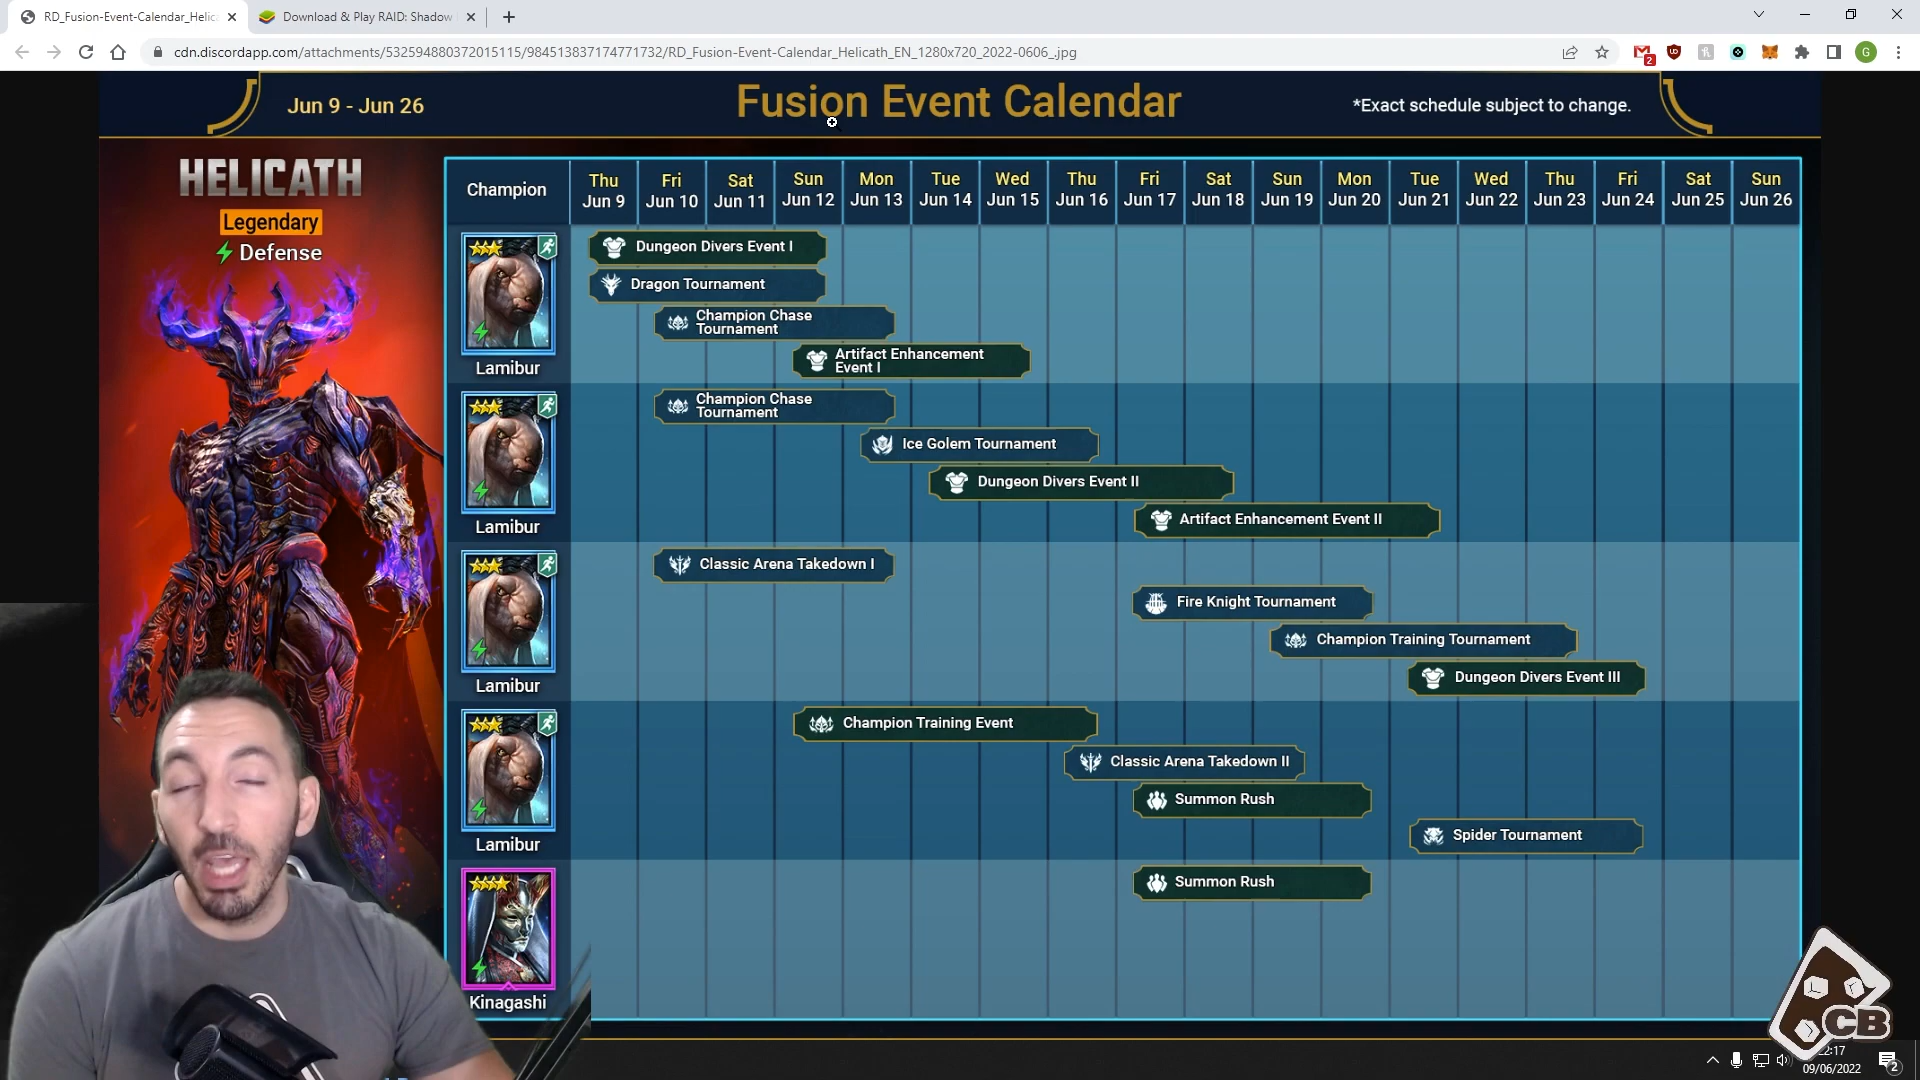 RD_Fusion-Event-Calendar_Helic
Download & Play RAID: Shadow
cdn.discordapp.com/attachments/532594880372015115/984513837174771732/RD_Fusion-Event-Calendar_Helicath_EN_1280x720_2022-0606_.jpg
2
G
Jun 9 - Jun 26
Fusion Event Calendar
*Exact schedule subject to change.
HELICATH
Legendary
Defense
Champion
Thu Jun 9
Fri Jun 10
Sat Jun 11
Sun Jun 12
Mon Jun 13
Tue Jun 14
Wed Jun 15
Thu Jun 16
Fri Jun 17
Sat Jun 18
Sun Jun 19
Mon Jun 20
Tue Jun 21
Wed Jun 22
Thu Jun 23
Fri Jun 24
Sat Jun 25
Sun Jun 26
Dungeon Divers Event I
Dragon Tournament
Champion Chase
Tournament
Artifact Enhancement
Event I
Lamibur
Champion Chase
Tournament
Ice Golem Tournament
Dungeon Divers Event II
Artifact Enhancement Event II
Lamibur
Classic Arena Takedown I
Fire Knight Tournament
Champion Training Tournament
Dungeon Divers Event III
Lamibur
Champion Training Event
Classic Arena Takedown II
Summon Rush
Spider Tournament
Lamibur
Summon Rush
Kinagashi
CB
09/06/2022
2